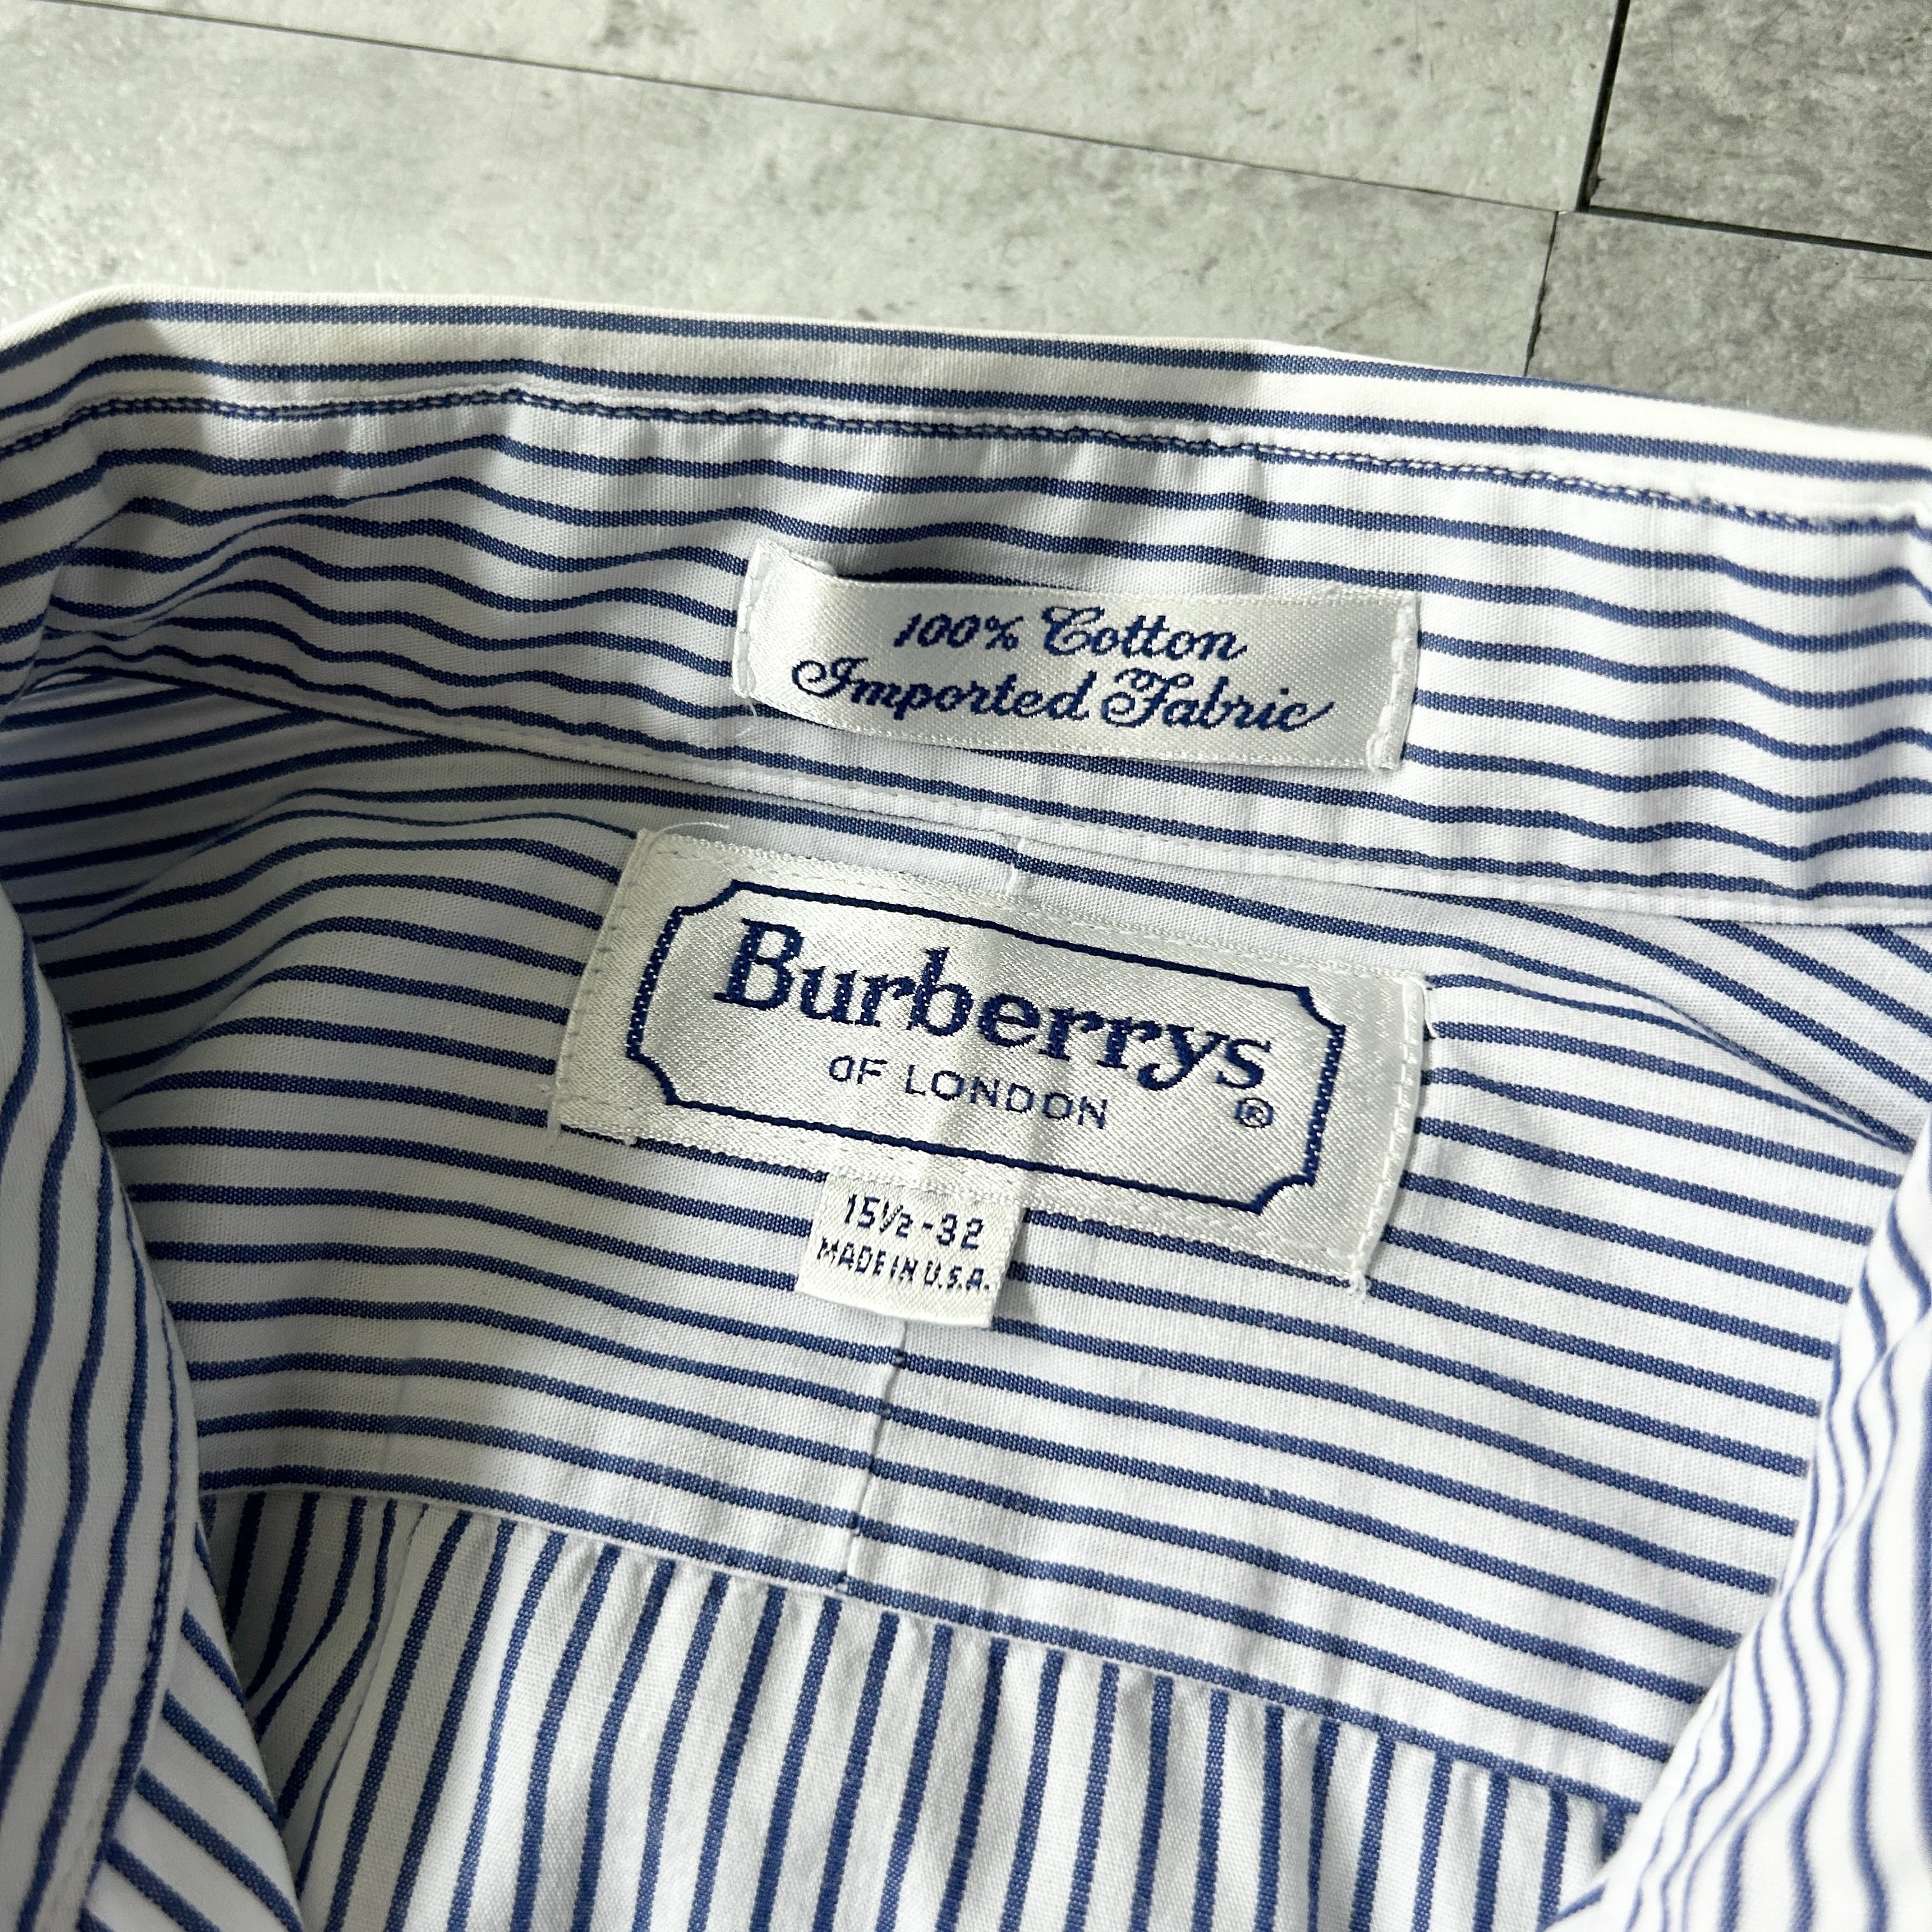 100% Cotton
Imported Fabric
Burberrys
OF LONDON ®
15½-32
MADE IN U.S.A.